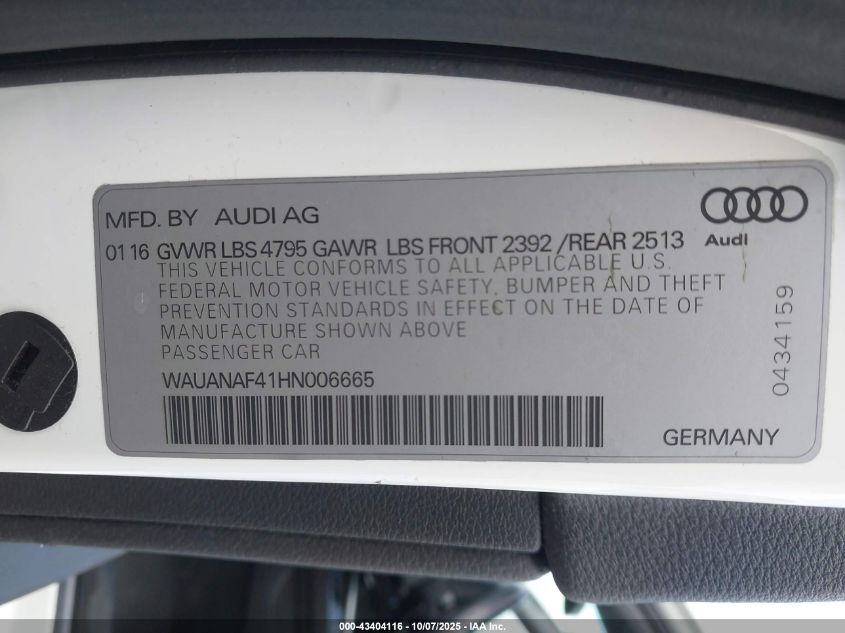 MFD. BY AUDI AG
01 16 GVWR LBS 4795 GAWR LBS FRONT 2392 /REAR 2513
Audi
THIS VEHICLE CONFORMS TO ALL APPLICABLE U.S.
FEDERAL MOTOR VEHICLE SAFETY, BUMPER AND THEFT
PREVENTION STANDARDS IN EFFECT ON THE DATE OF
MANUFACTURE SHOWN ABOVE
PASSENGER CAR
0434159
WAUANAF41HN006665
GERMANY
000-43404116 - 10/07/2025 - IAA Inc.